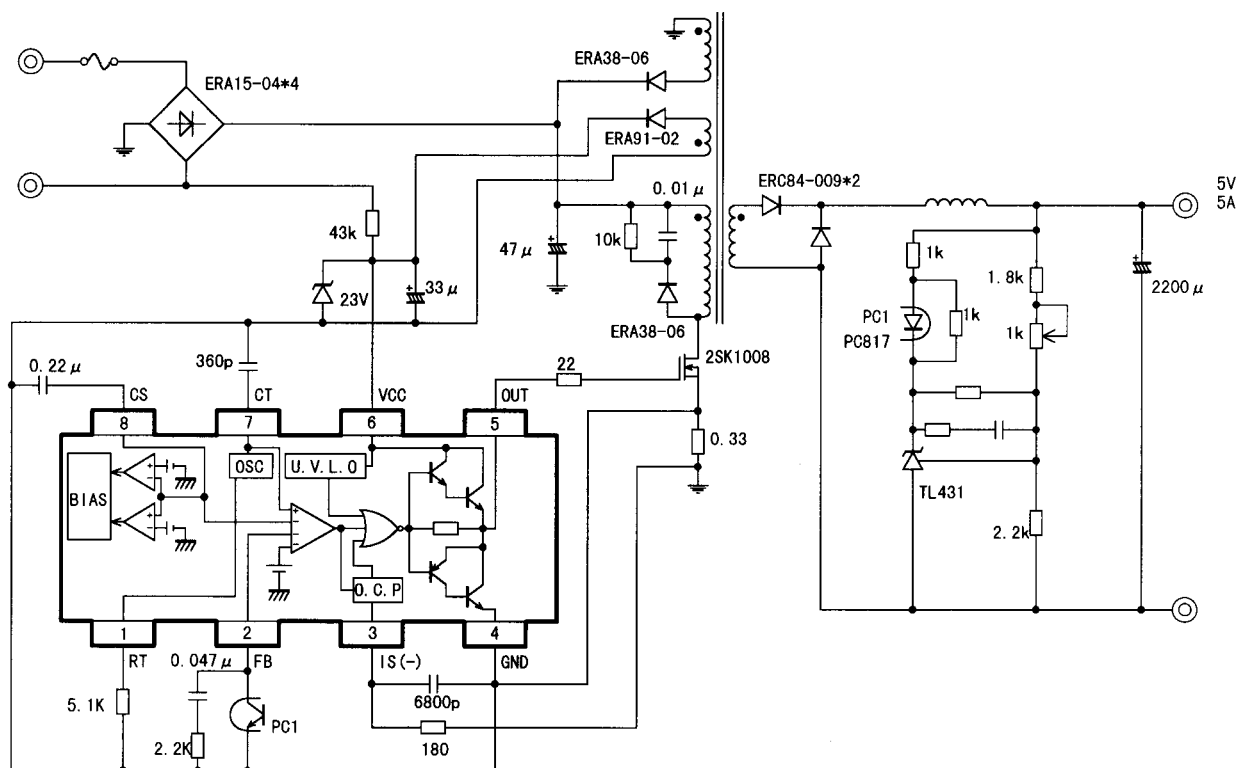 ERA38-06
ERA15-04*4
ERA91-02
0.01μ
ERC84-009*2
5V
5A
43k
47μ
10k
1k
1.8k
23V
33μ
2200μ
PC1
PC817
1k
1k
ERA38-06
360p
22
2SK1008
0.22μ
CS
CT
VCC
OUT
8
7
6
5
0.33
OSC
U.V.L.O
TL431
BIAS
2.2k
O.C.P
1
2
3
4
RT
0.047μ
FB
IS(-)
GND
6800p
5.1K
PC1
2.2K
180